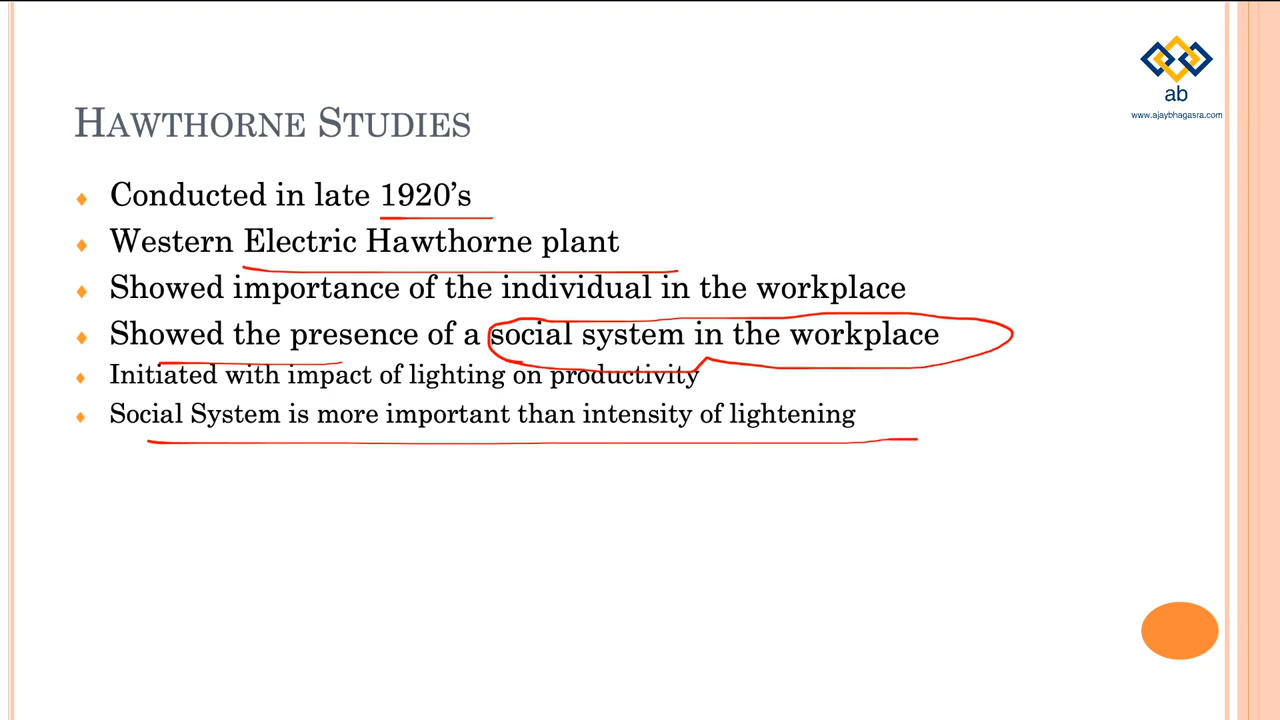 ab
www.ajaybhagasra.com
HAWTHORNE STUDIES
Conducted in late 1920's
Western Electric Hawthorne plant
Showed importance of the individual in the workplace
Showed the presence of a social system in the workplace
Initiated with impact of lighting on productivity
Social System is more important than intensity of lightening